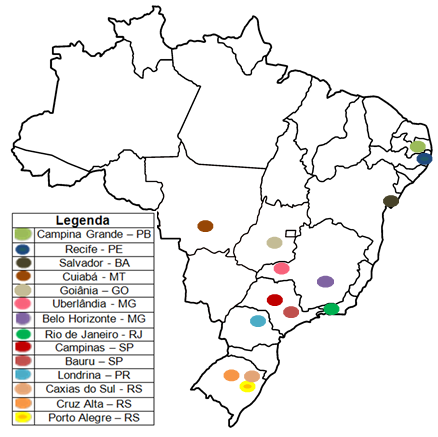 Legenda
Campina Grande – PB
Recife - PE
Salvador - BA
Cuiabá - MT
Goiânia – GO
Uberlândia - MG
Belo Horizonte - MG
Rio de Janeiro - RJ
Campinas – SP
Bauru – SP
Londrina – PR
Caxias do Sul - RS
Cruz Alta – RS
Porto Alegre – RS